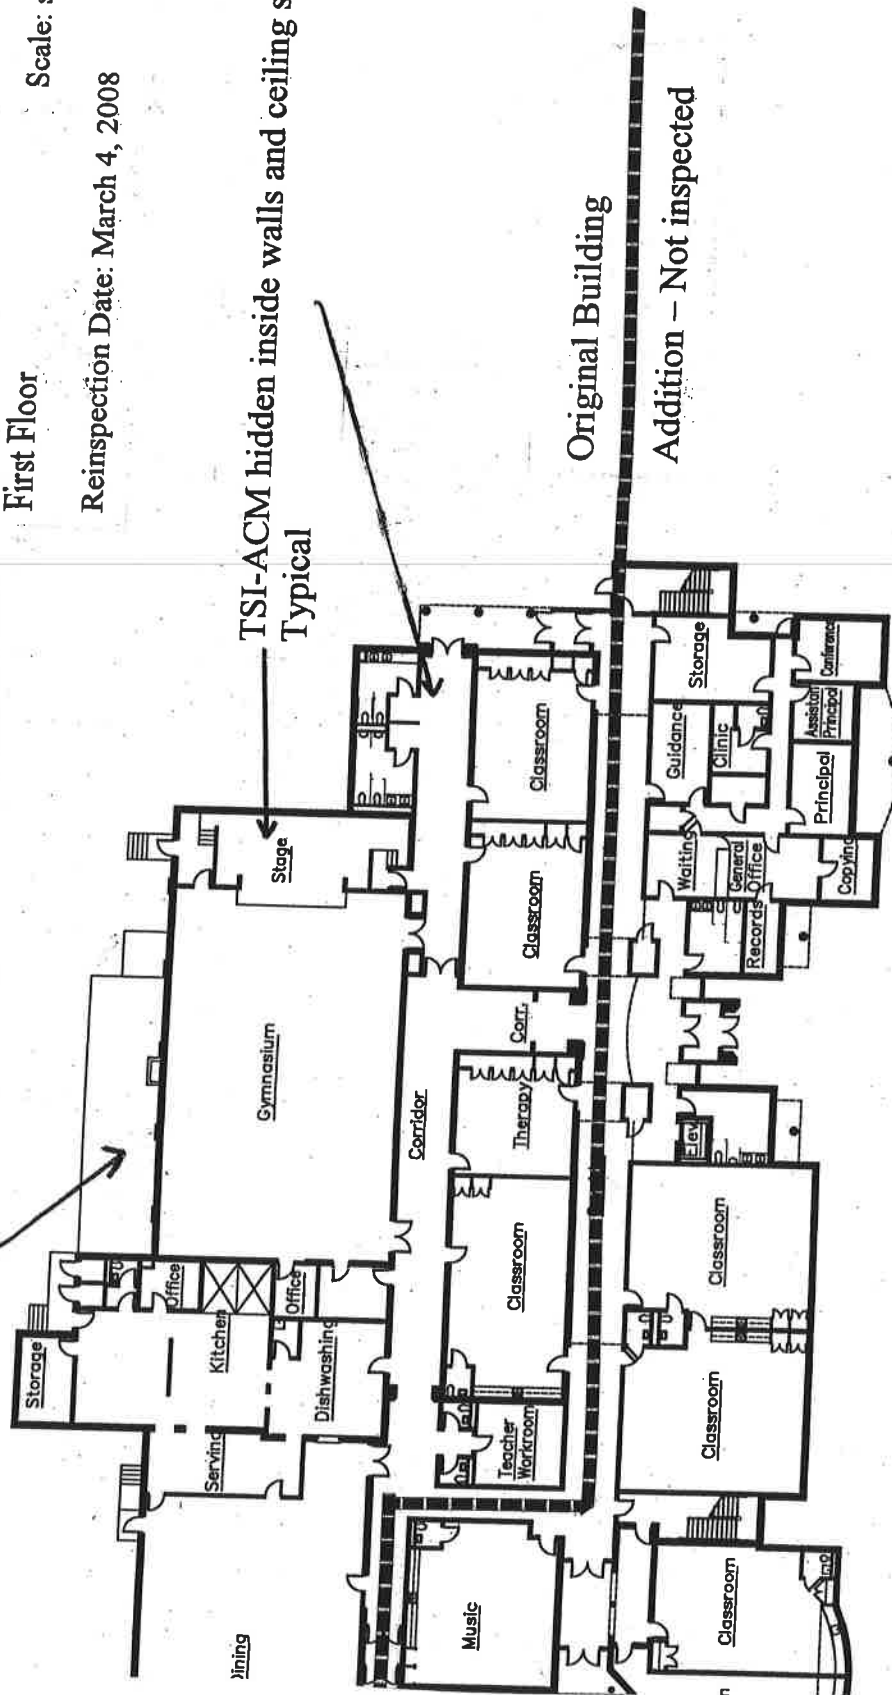 First Floor
Scale:
Reinspection Date: March 4, 2008
TSI-ACM hidden inside walls and ceiling
Typical
Original Building
Addition – Not inspected
Storage
Office
Kitchen
Office
Serving
Dishwashing
Gymnasium
Stage
Corridor
Teacher
Workroom
Classroom
Therapy
Corr.
Classroom
Classroom
Music
Classroom
Classroom
Classroom
Elev
Records
Waiting
General
Office
Copying
Guidance
Clinic
Principal
Assistan
Principal
Storage
Conference